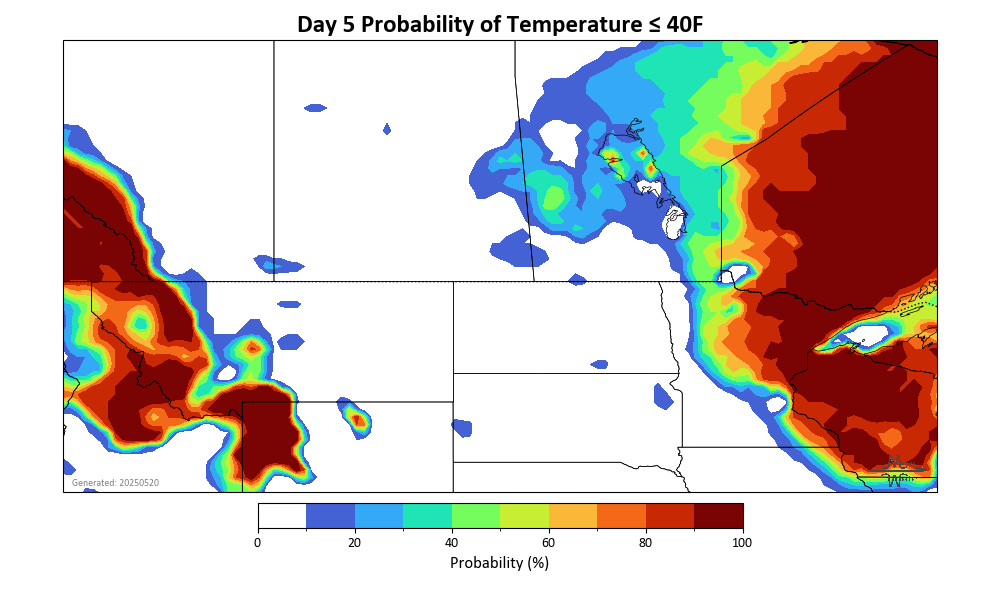 Day 5 Probability of Temperature ≤ 40F
Generated: 20250520
0 20 40 60 80 100
Probability (%)